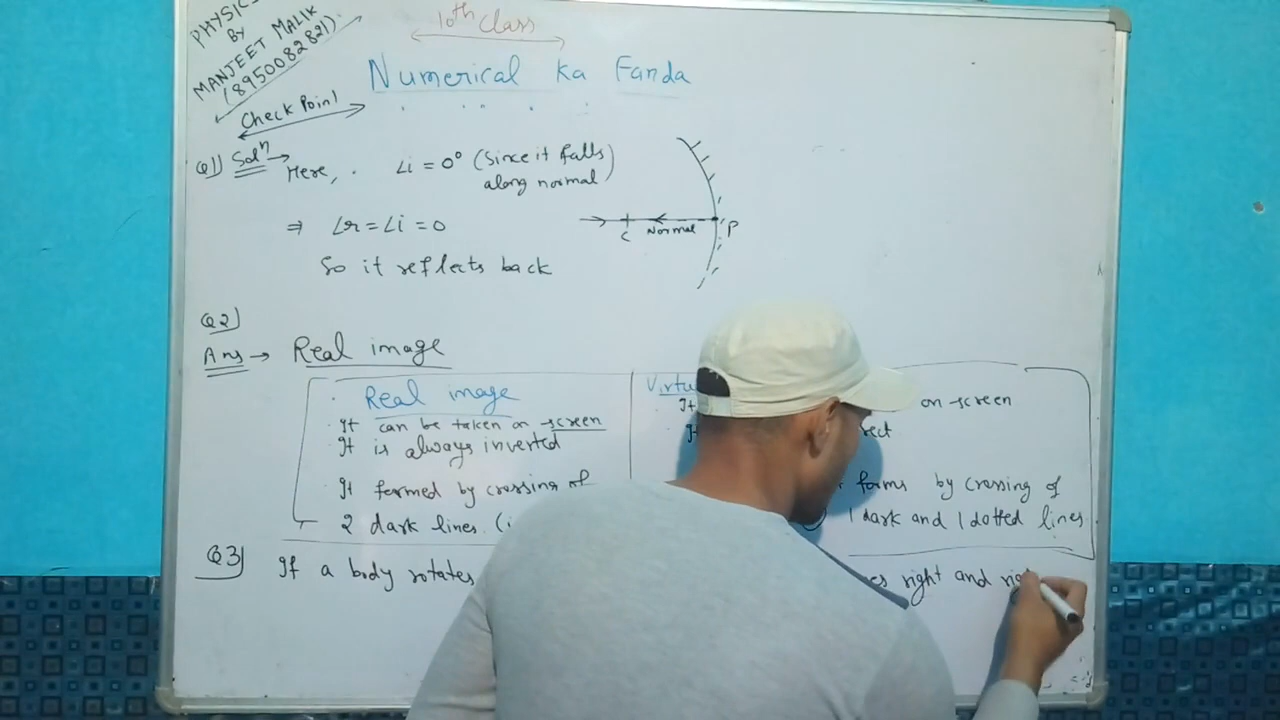 PHYSICS
By
MANJEET MALIK
(8950082821)
10th class
Numerical ka Fanda
Check Point
Q1) Solⁿ →
Here, . ∠i = 0° (Since it falls
along normal)
⇒ ∠r = ∠i = 0
So it reflects back
C Normal P
Q2)
Ans → Real image
Real image
It can be taken on screen
It is always inverted
It formed by crossing of
2 dark lines.
on screen
forms by crossing of
1 dark and 1 dotted lines
Q3) If a body rotates
right and